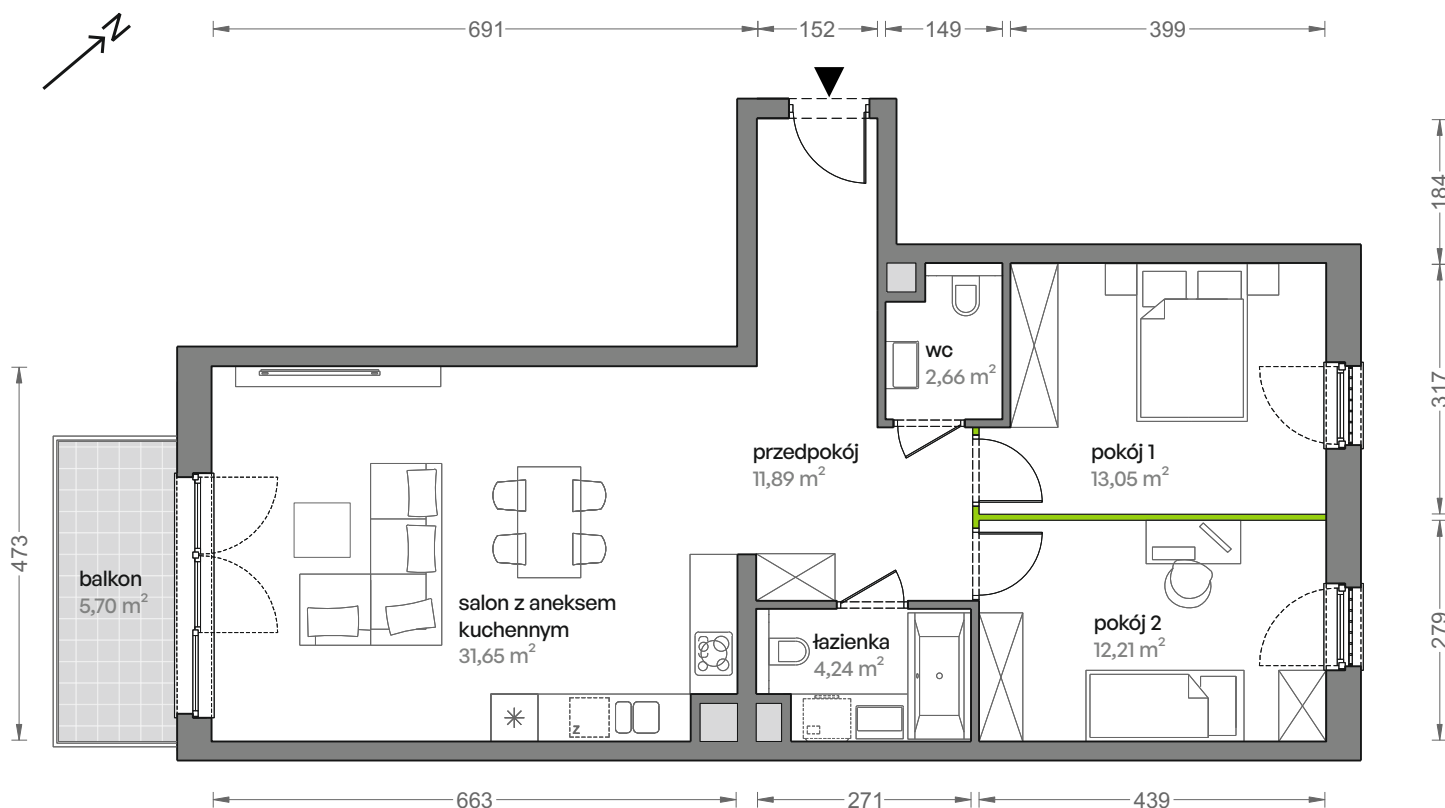 N
691
152
149
399
184
317
279
473
wc
2,66 m²
przedpokój
11,89 m²
pokój 1
13,05 m²
balkon
5,70 m²
salon z aneksem
kuchennym
31,65 m²
łazienka
4,24 m²
pokój 2
12,21 m²
z
663
271
439